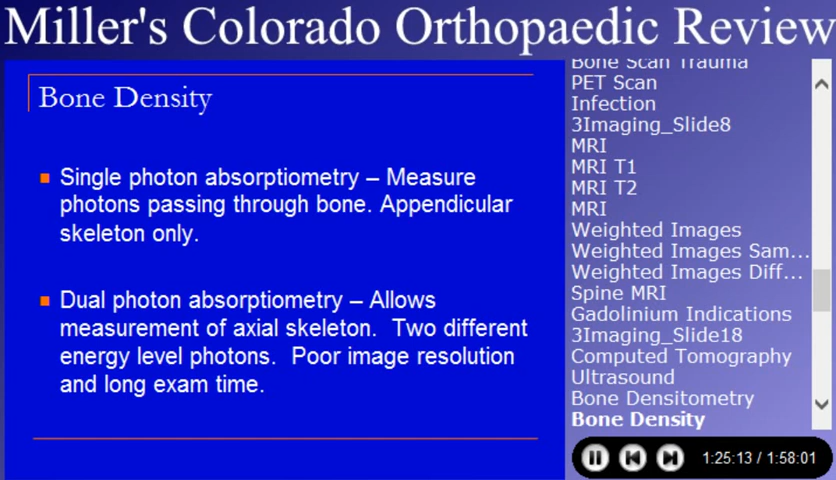 Miller's Colorado Orthopaedic Review
Bone Density
Single photon absorptiometry – Measure
photons passing through bone. Appendicular
skeleton only.
Dual photon absorptiometry – Allows
measurement of axial skeleton.  Two different
energy level photons.  Poor image resolution
and long exam time.
Bone Scan Trauma
PET Scan
Infection
3Imaging_Slide8
MRI
MRI T1
MRI T2
MRI
Weighted Images
Weighted Images Sam...
Weighted Images Diff...
Spine MRI
Gadolinium Indications
3Imaging_Slide18
Computed Tomography
Ultrasound
Bone Densitometry
Bone Density
1:25:13 / 1:58:01